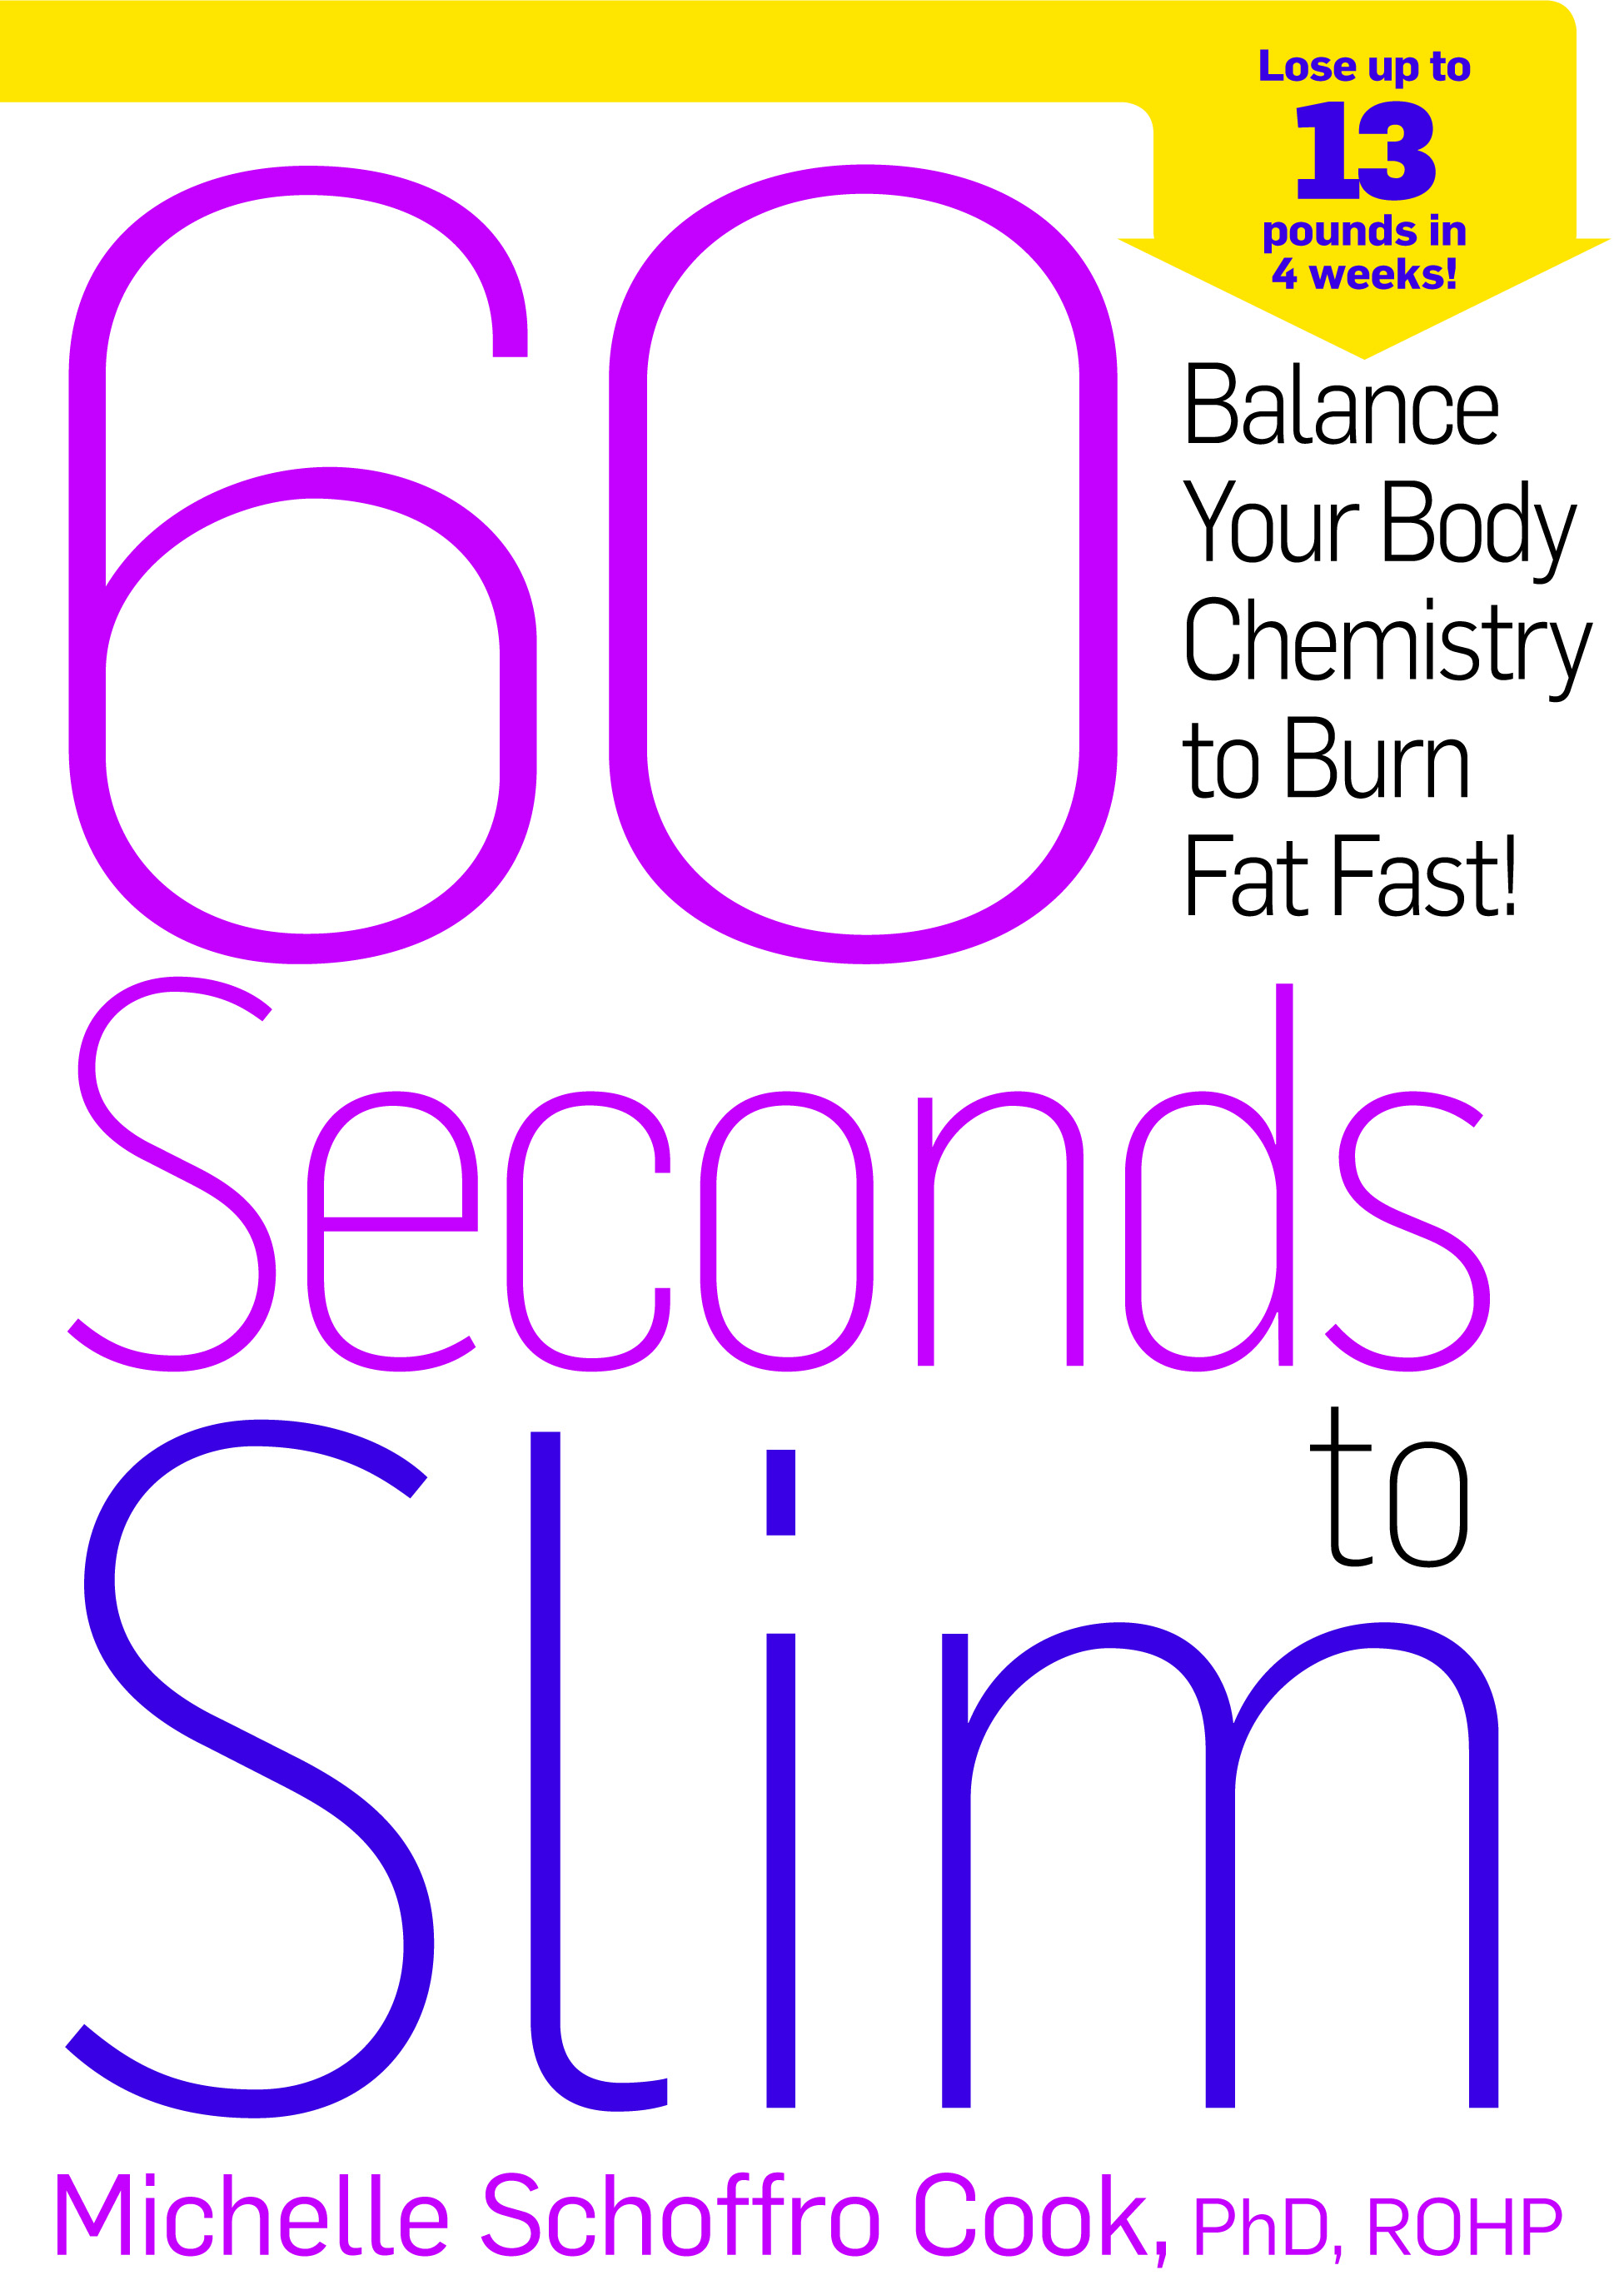 Lose up to
13
pounds in
4 weeks!
60
Balance
Your Body
Chemistry
to Burn
Fat Fast!
Seconds
to
Slim
Michelle Schoffro Cook, PhD, ROHP